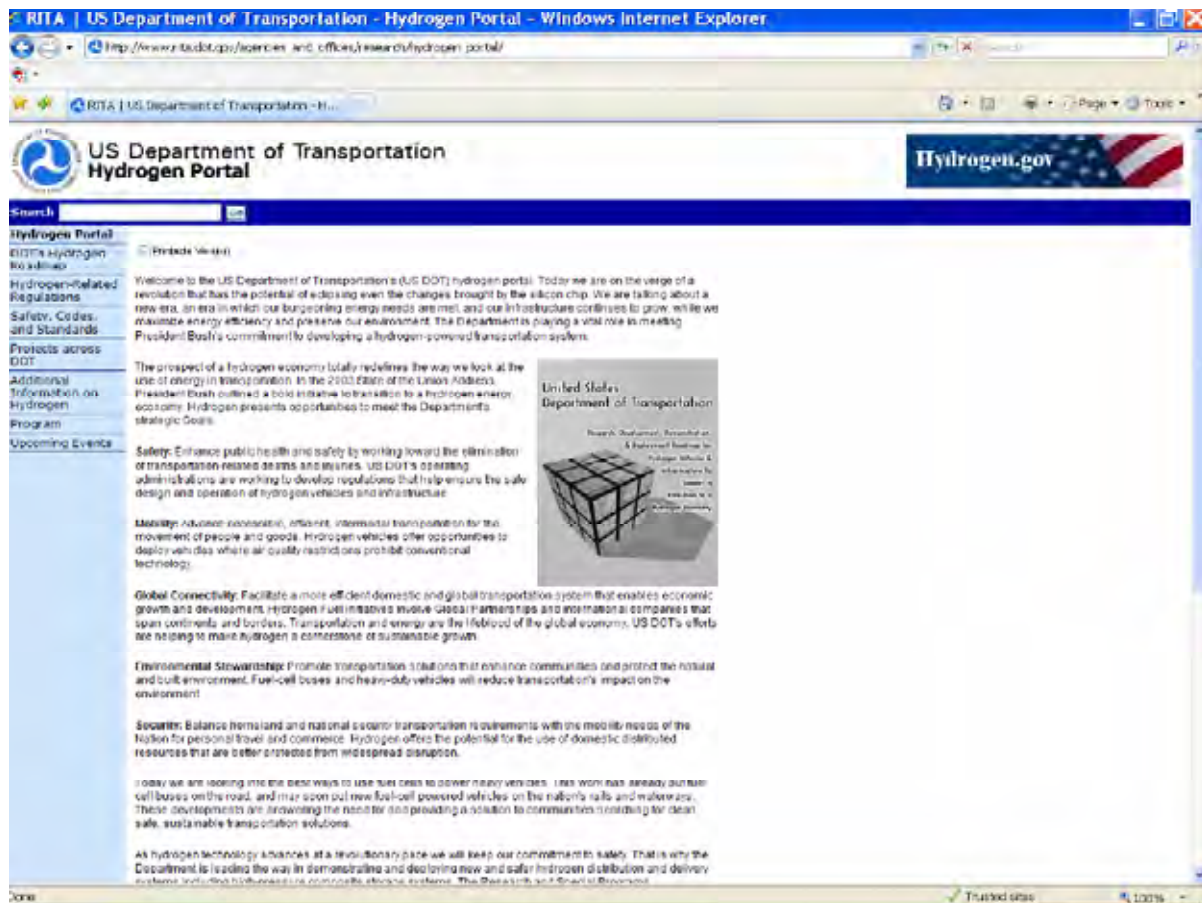 RITA | US Department of Transportation - Hydrogen Portal - Windows Internet Explorer
RITA | US Department of Transportation - H...
Page
Tools
US Department of Transportation
Hydrogen Portal
Hydrogen.gov
Search
Go
Hydrogen Portal
DOT's Hydrogen
Roadmap
Hydrogen-Related
Regulations
Safety, Codes,
and Standards
Projects across
DOT
Additional
Information on
Hydrogen
Program
Upcoming Events
Printable Version
Welcome to the US Department of Transportation's (US DOT) hydrogen portal. Today we are on the verge of a
revolution that has the potential of eclipsing even the changes brought by the silicon chip. We are talking about a
new era, an era in which our burgeoning energy needs are met, and our infrastructure continues to grow, while we
maximize energy efficiency and preserve our environment. The Department is playing a vital role in meeting
President Bush's commitment to developing a hydrogen-powered transportation system.
The prospect of a hydrogen economy totally redefines the way we look at the
use of energy in transportation. In the 2003 State of the Union Address,
President Bush outlined a bold initiative to transition to a hydrogen energy
economy. Hydrogen presents opportunities to meet the Department's
strategic Goals.
United States
Department of Transportation
Safety: Enhance public health and safety by working toward the elimination
of transportation-related deaths and injuries. US DOT's operating
administrations are working to develop regulations that help ensure the safe
design and operation of hydrogen vehicles and infrastructure.
Mobility: Advance accessible, efficient, intermodal transportation for the
movement of people and goods. Hydrogen vehicles offer opportunities to
deploy vehicles where air quality restrictions prohibit conventional
technology.
Global Connectivity: Facilitate a more efficient domestic and global transportation system that enables economic
growth and development. Hydrogen Fuel initiatives involve Global Partnerships and international companies that
span continents and borders. Transportation and energy are the lifeblood of the global economy. US DOT's efforts
are helping to make hydrogen a cornerstone of sustainable growth.
Environmental Stewardship: Promote transportation solutions that enhance communities and protect the natural
and built environment. Fuel-cell buses and heavy-duty vehicles will reduce transportation's impact on the
environment.
Security: Balance homeland and national security transportation requirements with the mobility needs of the
Nation for personal travel and commerce. Hydrogen offers the potential for the use of domestic distributed
resources that are better protected from widespread disruption.
Today we are looking into the best ways to use fuel cells to power heavy vehicles. This work has already put fuel
cell buses on the road, and may soon put new fuel-cell powered vehicles on the nation's rails and waterways.
These developments are answering the need for and providing a solution to communities searching for clean
safe, sustainable transportation solutions.
As hydrogen technology advances at a revolutionary pace we will keep our commitment to safety. That is why the
Department is leading the way in demonstrating and deploying new and safer hydrogen distribution and delivery
systems including high-pressure composite storage systems. The Research and Special Programs
Done
Trusted sites
100%